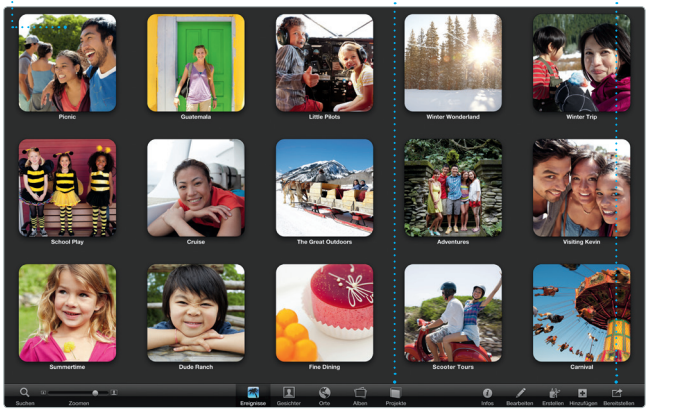 Picnic
Guatemala
Little Pilots
Winter Wonderland
Winter Trip
School Play
Cruise
The Great Outdoors
Adventures
Visiting Kevin
Summertime
Dude Ranch
Fine Dining
Scooter Tours
Carnival
Suchen
Zoomen
Ereignisse
Gesichter
Orte
Alben
Projekte
Infos
Bearbeiten
Erstellen
Hinzufügen
Bereitstellen